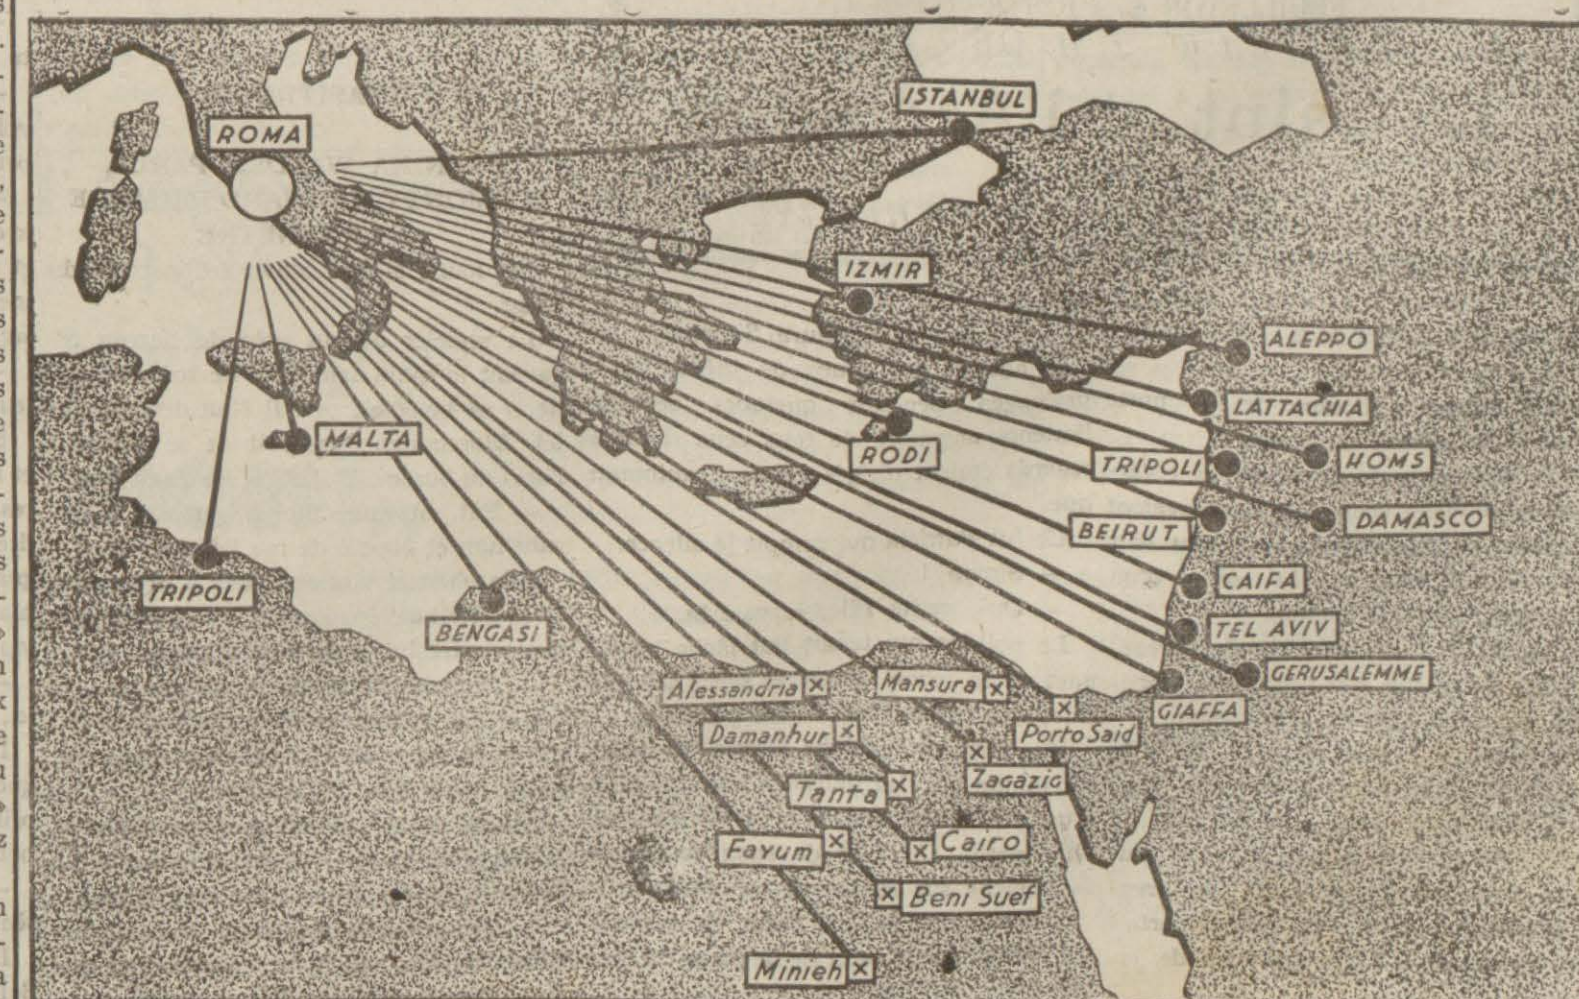 ISTANBUL
ROMA
IZMIR
ALEPPO
LATTACHIA
MALTA
RODI
TRIPOLI
HOMS
DAMASCO
BEIRUT
CAIFA
TRIPOLI
BENGASI
TEL AVIV
GERUSALEMME
Alessandria
Mansura
GIAFFA
Damanhur
Porto Said
Zagazig
Tanta
Cairo
Fayum
Beni Suef
Minieh